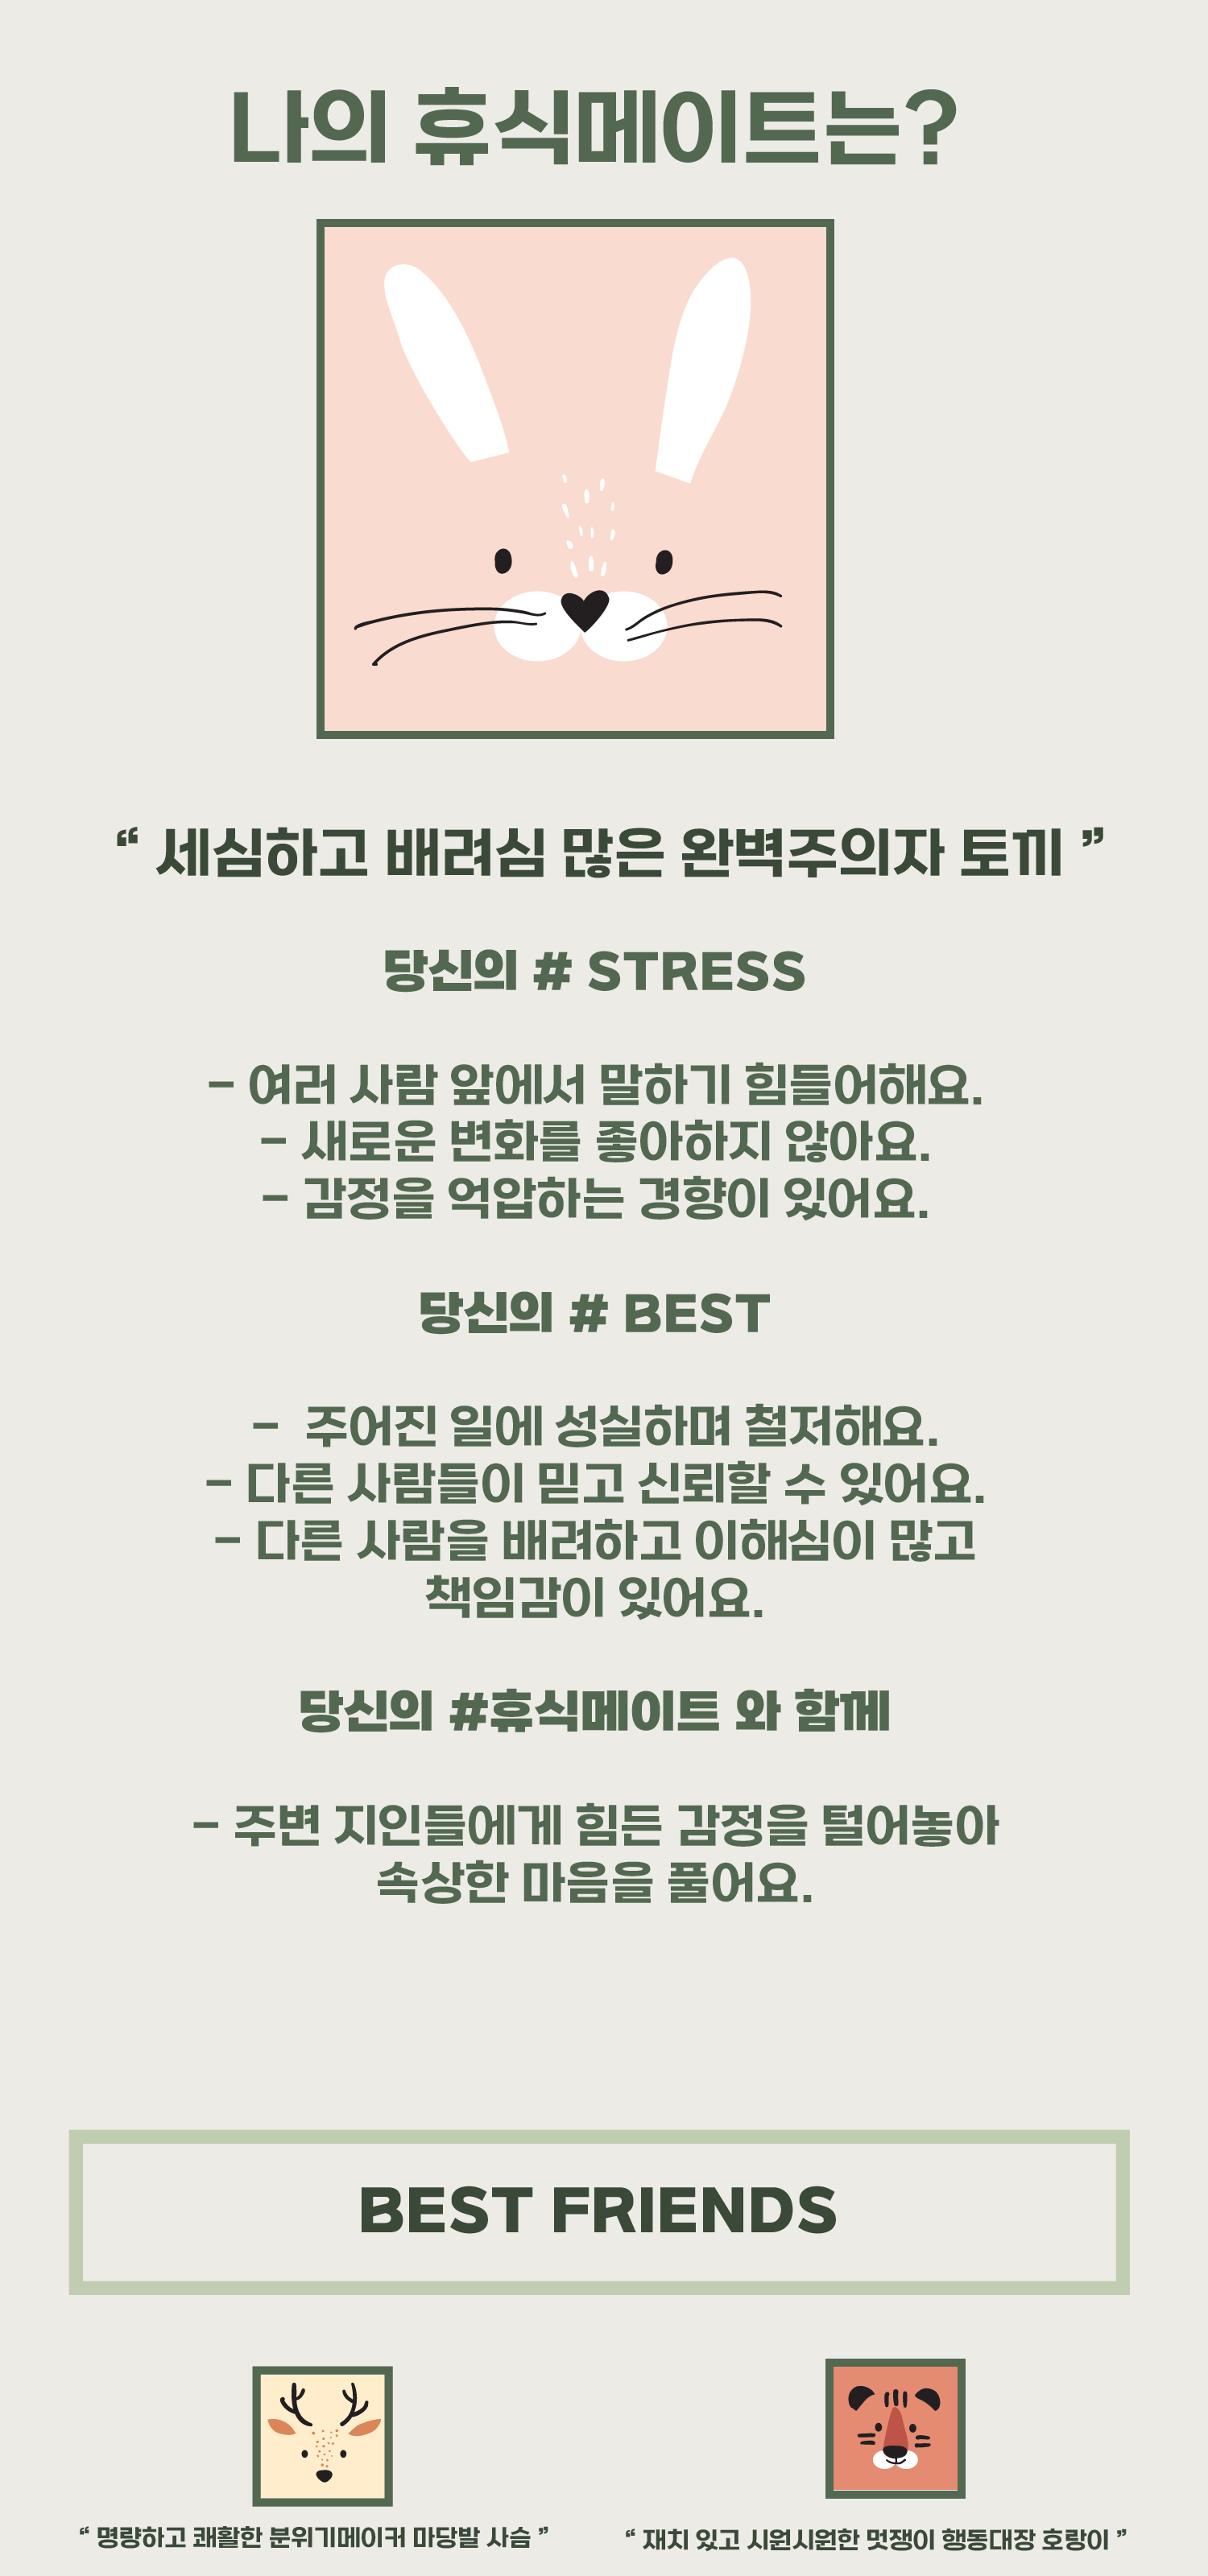 나의 휴식메이트는?
“ 세심하고 배려심 많은 완벽주의자 토끼 ”
당신의 # STRESS
- 여러 사람 앞에서 말하기 힘들어해요.
- 새로운 변화를 좋아하지 않아요.
- 감정을 억압하는 경향이 있어요.
당신의 # BEST
- 주어진 일에 성실하며 철저해요.
- 다른 사람들이 믿고 신뢰할 수 있어요.
- 다른 사람을 배려하고 이해심이 많고
책임감이 있어요.
당신의 #휴식메이트 와 함께
- 주변 지인들에게 힘든 감정을 털어놓아
속상한 마음을 풀어요.
BEST FRIENDS
“ 명량하고 쾌활한 분위기메이커 마당발 사슴 ”
“ 재치 있고 시원시원한 멋쟁이 행동대장 호랑이 ”